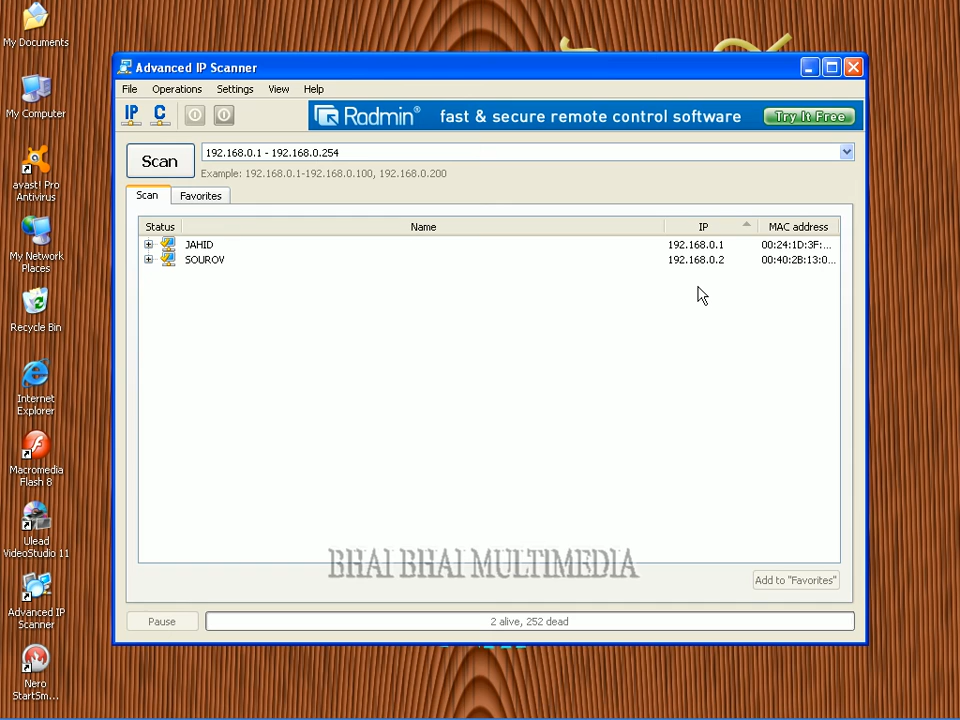 My Documents
My Computer
avast! Pro
Antivirus
My Network
Places
Recycle Bin
Internet
Explorer
Macromedia
Flash 8
Ulead
VideoStudio 11
Advanced IP
Scanner
Nero
StartSm...
Advanced IP Scanner
File Operations Settings View Help
IP C
Radmin® fast & secure remote control software Try It Free
Scan 192.168.0.1 - 192.168.0.254
Example: 192.168.0.1-192.168.0.100, 192.168.0.200
Scan Favorites
Status Name IP MAC address
JAHID 192.168.0.1 00:24:1D:3F:...
SOUROV 192.168.0.2 00:40:2B:13:0...
BHAI BHAI MULTIMEDIA
Add to "Favorites"
Pause 2 alive, 252 dead